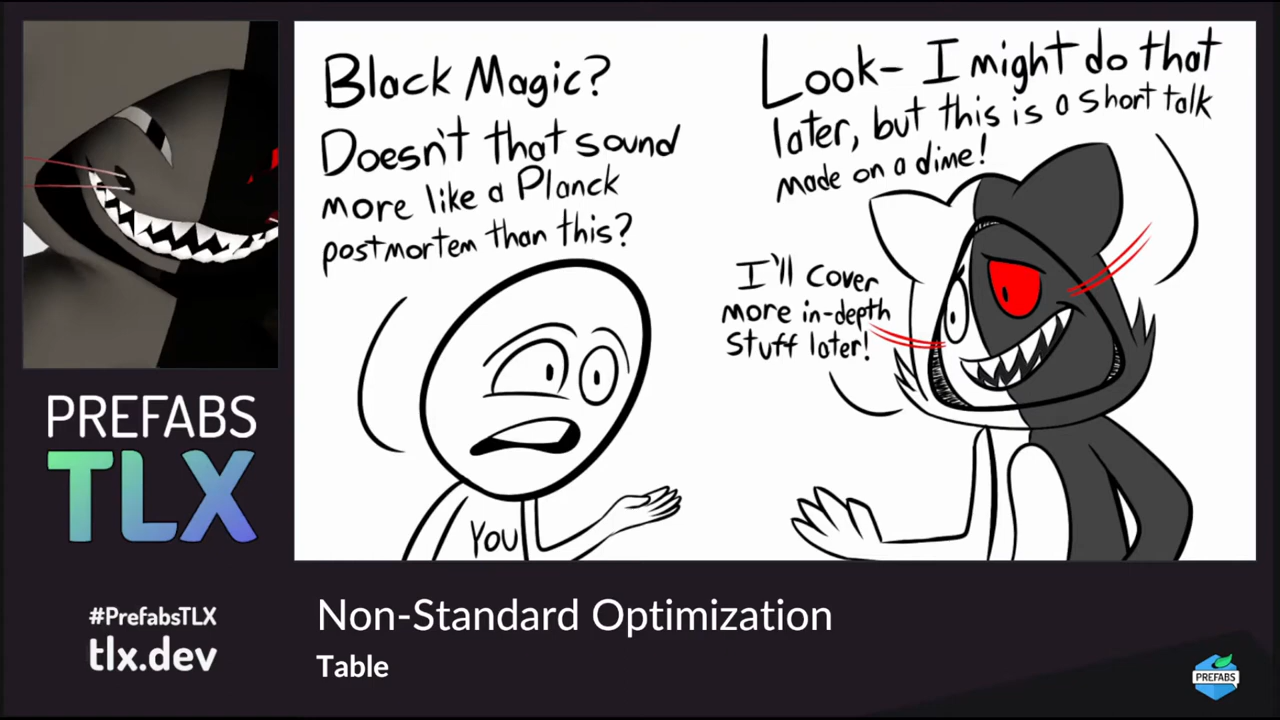 Black Magic?
Doesn't that sound
more like a Planck
postmortem than this?
Look- I might do that
later, but this is a short talk
made on a dime!
I'll cover
more in-depth
stuff later!
YOU
PREFABS
TLX
#PrefabsTLX
tlx.dev
Non-Standard Optimization
Table
PREFABS